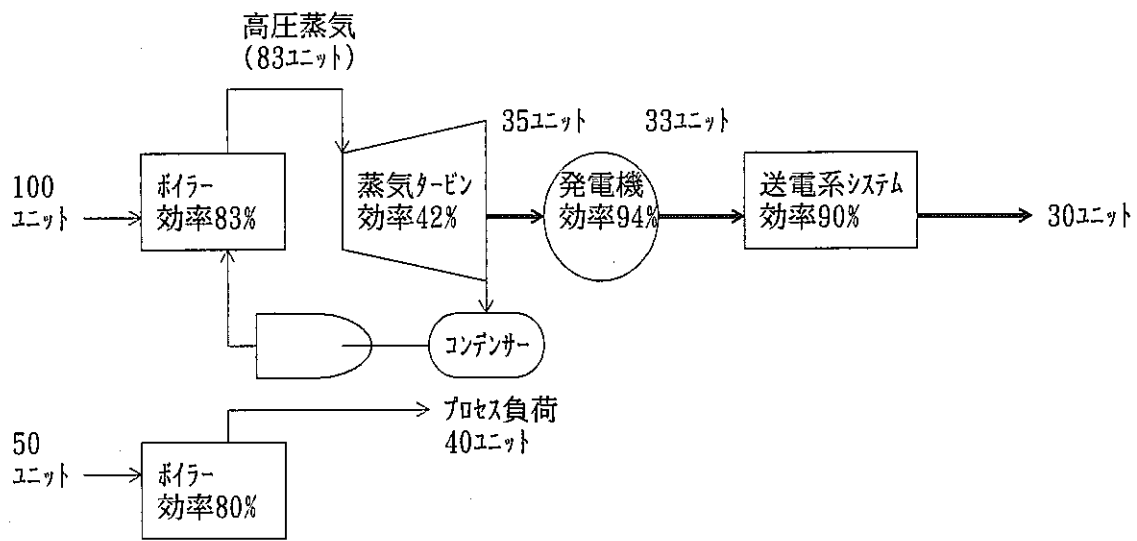 高圧蒸気
(83ﾕﾆｯﾄ)
35ﾕﾆｯﾄ
33ﾕﾆｯﾄ
100
ﾕﾆｯﾄ
ﾎﾞｲﾗｰ
効率83%
蒸気ﾀｰﾋﾞﾝ
効率42%
発電機
効率94%
送電系ｼｽﾃﾑ
効率90%
30ﾕﾆｯﾄ
ｺﾝﾃﾞﾝｻｰ
ﾌﾟﾛｾｽ負荷
40ﾕﾆｯﾄ
50
ﾕﾆｯﾄ
ﾎﾞｲﾗｰ
効率80%